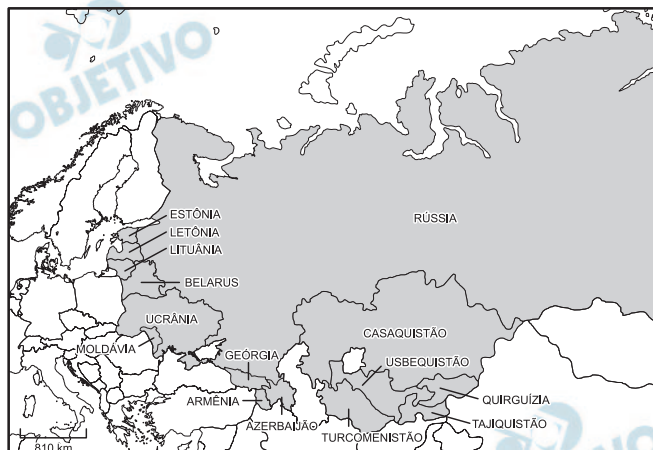 OBJETIVO
RÚSSIA
ESTÔNIA
LETÔNIA
LITUÂNIA
BELARUS
UCRÂNIA
CASAQUISTÃO
MOLDÁVIA
GEÓRGIA
USBEQUISTÃO
ARMÊNIA
QUIRGUÍZIA
AZERBAIJÃO
TAJIQUISTÃO
TURCOMENISTÃO
810 km